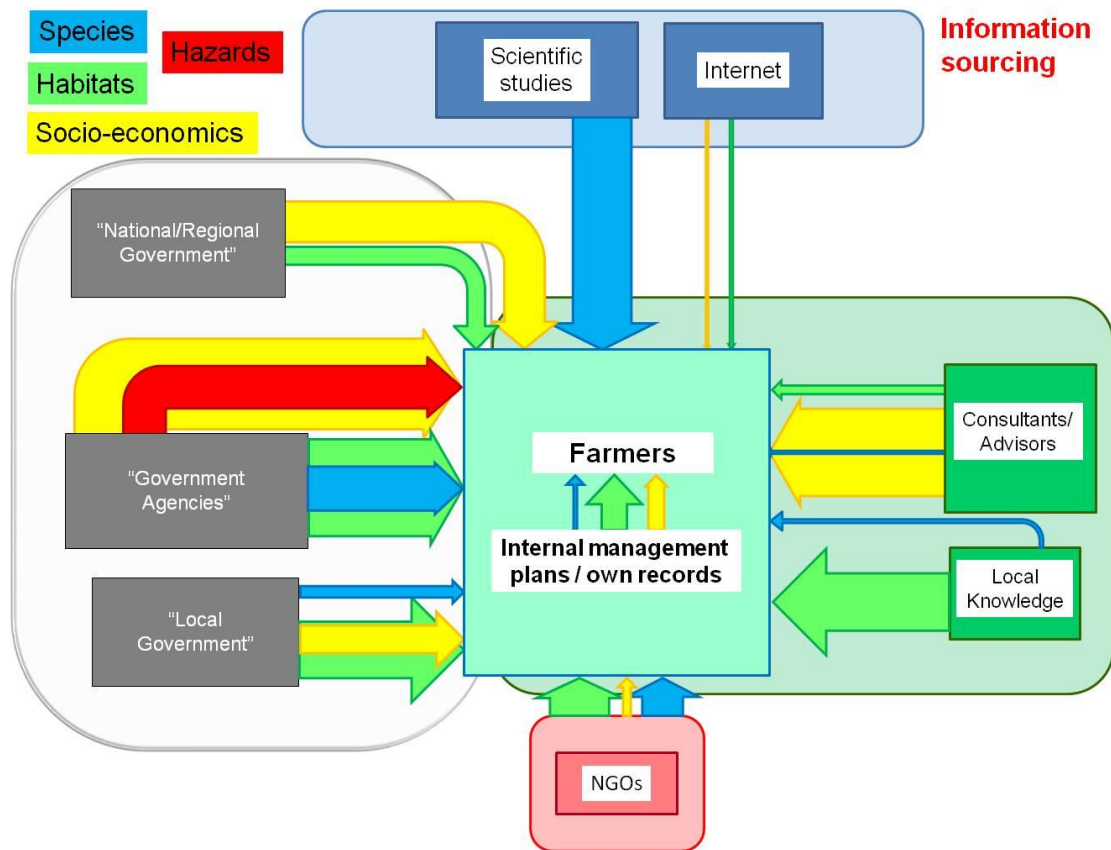 Species
Hazards
Habitats
Socio-economics
Information
sourcing
Scientific
studies
Internet
“National/Regional
Government”
“Government
Agencies”
“Local
Government”
Farmers
Internal management
plans / own records
Consultants/
Advisors
Local
Knowledge
NGOs